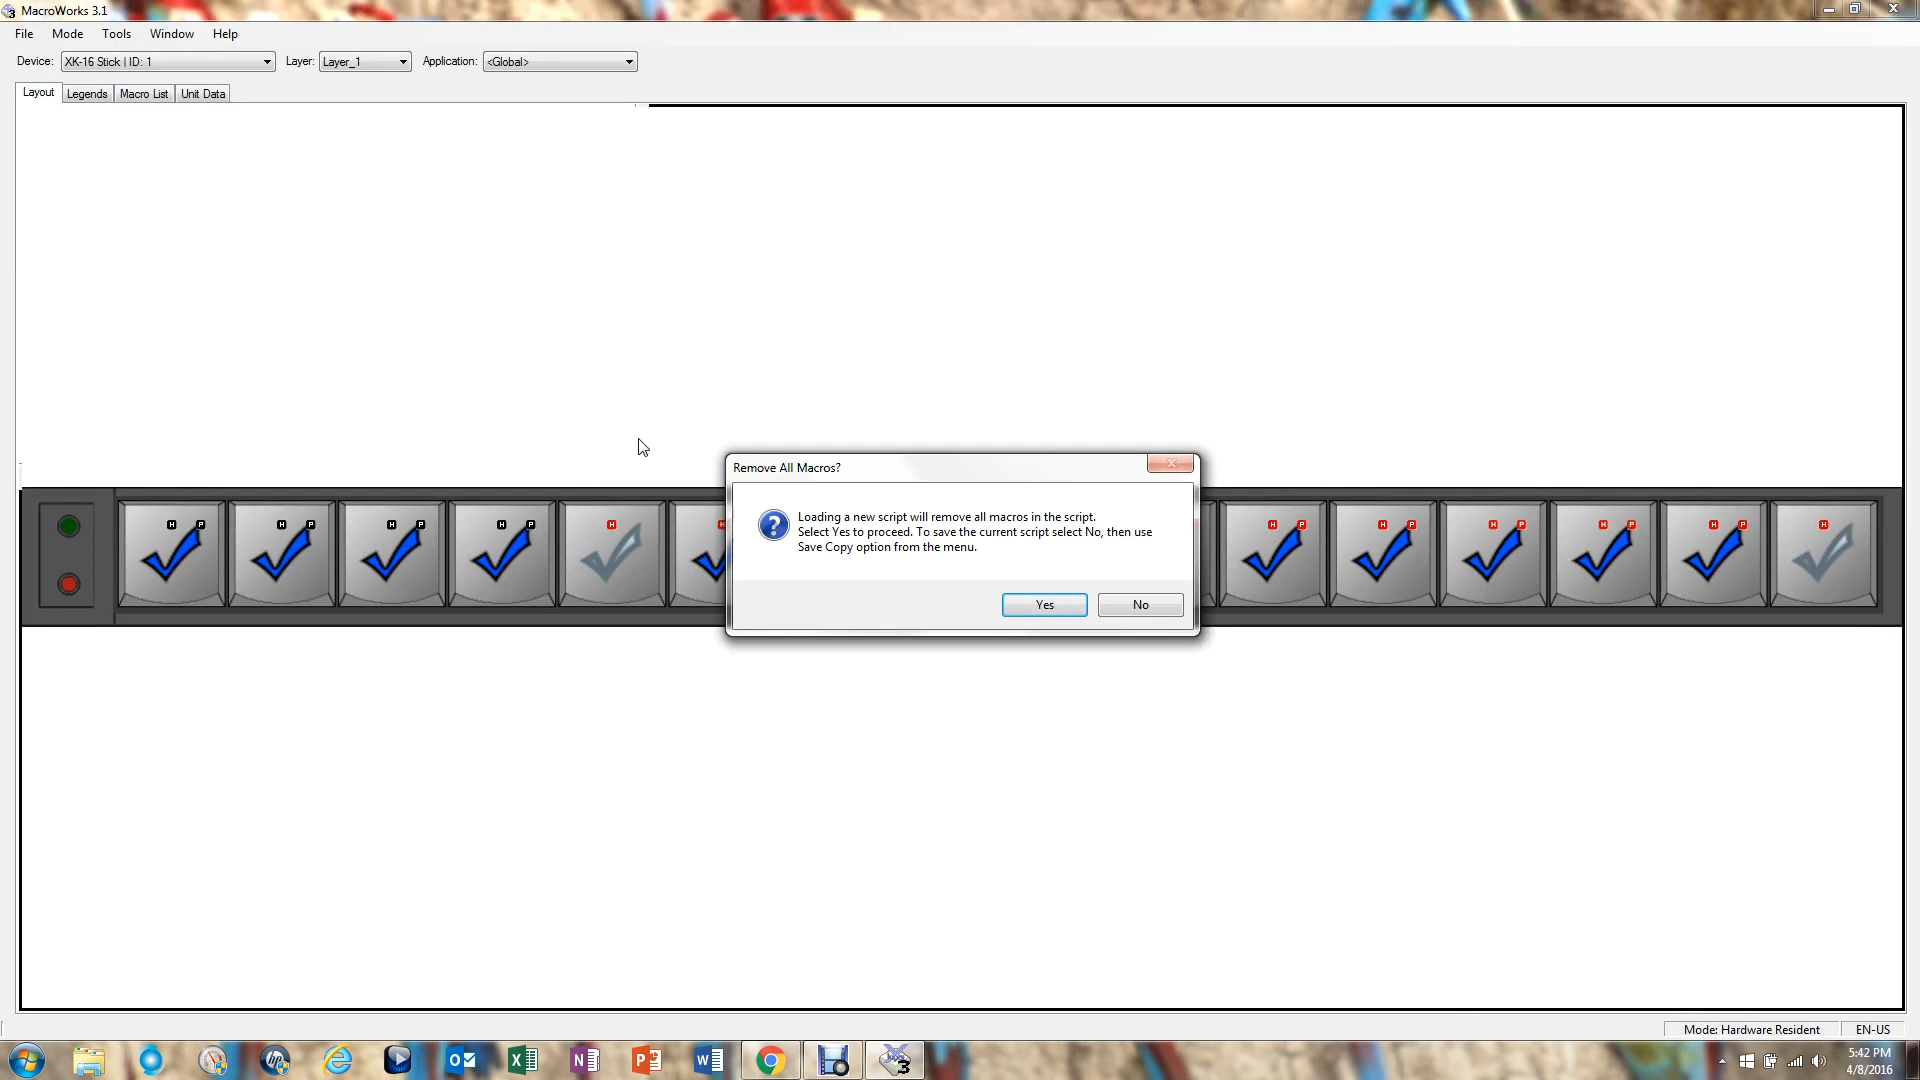 MacroWorks 3.1
File Mode Tools Window Help
Device: XK-16 Stick | ID: 1 Layer: Layer_1 Application: <Global>
Layout Legends Macro List Unit Data
Remove All Macros?
Loading a new script will remove all macros in the script.
Select Yes to proceed. To save the current script select No, then use
Save Copy option from the menu.
H P H P H P H P H H H P H P H P H P H P H
Yes No
Mode: Hardware Resident EN-US
5:42 PM
4/8/2016